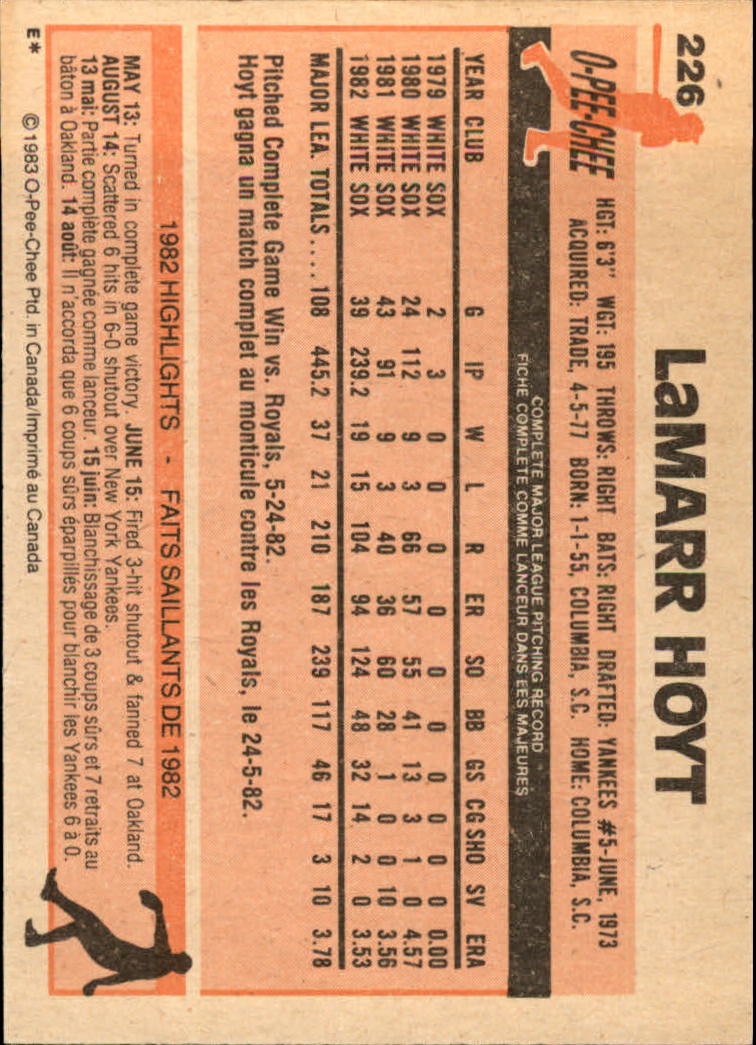 226
LaMARR HOYT
O-PEE-CHEE
HGT: 6'3" WGT: 195 THROWS: RIGHT BATS: RIGHT DRAFTED: YANKEES #5-JUNE, 1973
ACQUIRED: TRADE, 4-5-77 BORN: 1-1-55, COLUMBIA, S.C. HOME: COLUMBIA, S.C.
COMPLETE MAJOR LEAGUE PITCHING RECORD
FICHE COMPLÈTE COMME LANCEUR DANS LES MAJEURES
YEAR CLUB G IP W L R ER SO BB GS CG SHO SV ERA
1979 WHITE SOX 2 3 0 0 0 0 0 0 0 0 0 0 0.00
1980 WHITE SOX 24 112 9 3 66 57 55 41 13 3 1 0 4.57
1981 WHITE SOX 43 91 9 3 40 36 60 28 1 0 0 10 3.56
1982 WHITE SOX 39 239.2 19 15 104 94 124 48 32 14 2 0 3.53
MAJOR LEA. TOTALS.... 108 445.2 37 21 210 187 239 117 46 17 3 10 3.78
Pitched Complete Game Win vs. Royals, 5-24-82.
Hoyt gagna un match complet au monticule contre les Royals, le 24-5-82.
1982 HIGHLIGHTS - FAITS SAILLANTS DE 1982
MAY 13: Turned in complete game victory. JUNE 15: Fired 3-hit shutout & fanned 7 at Oakland.
AUGUST 14: Scattered 6 hits in 6-0 shutout over New York Yankees.
13 mai: Partie complète gagnée comme lanceur. 15 juin: Blanchissage de 3 coups sûrs et 7 retraits au
bâton à Oakland. 14 août: Il n'accorda que 6 coups sûrs éparpillés pour blanchir les Yankees 6 à 0.
E* © 1983 O-Pee-Chee Ptd. in Canada/Imprimé au Canada